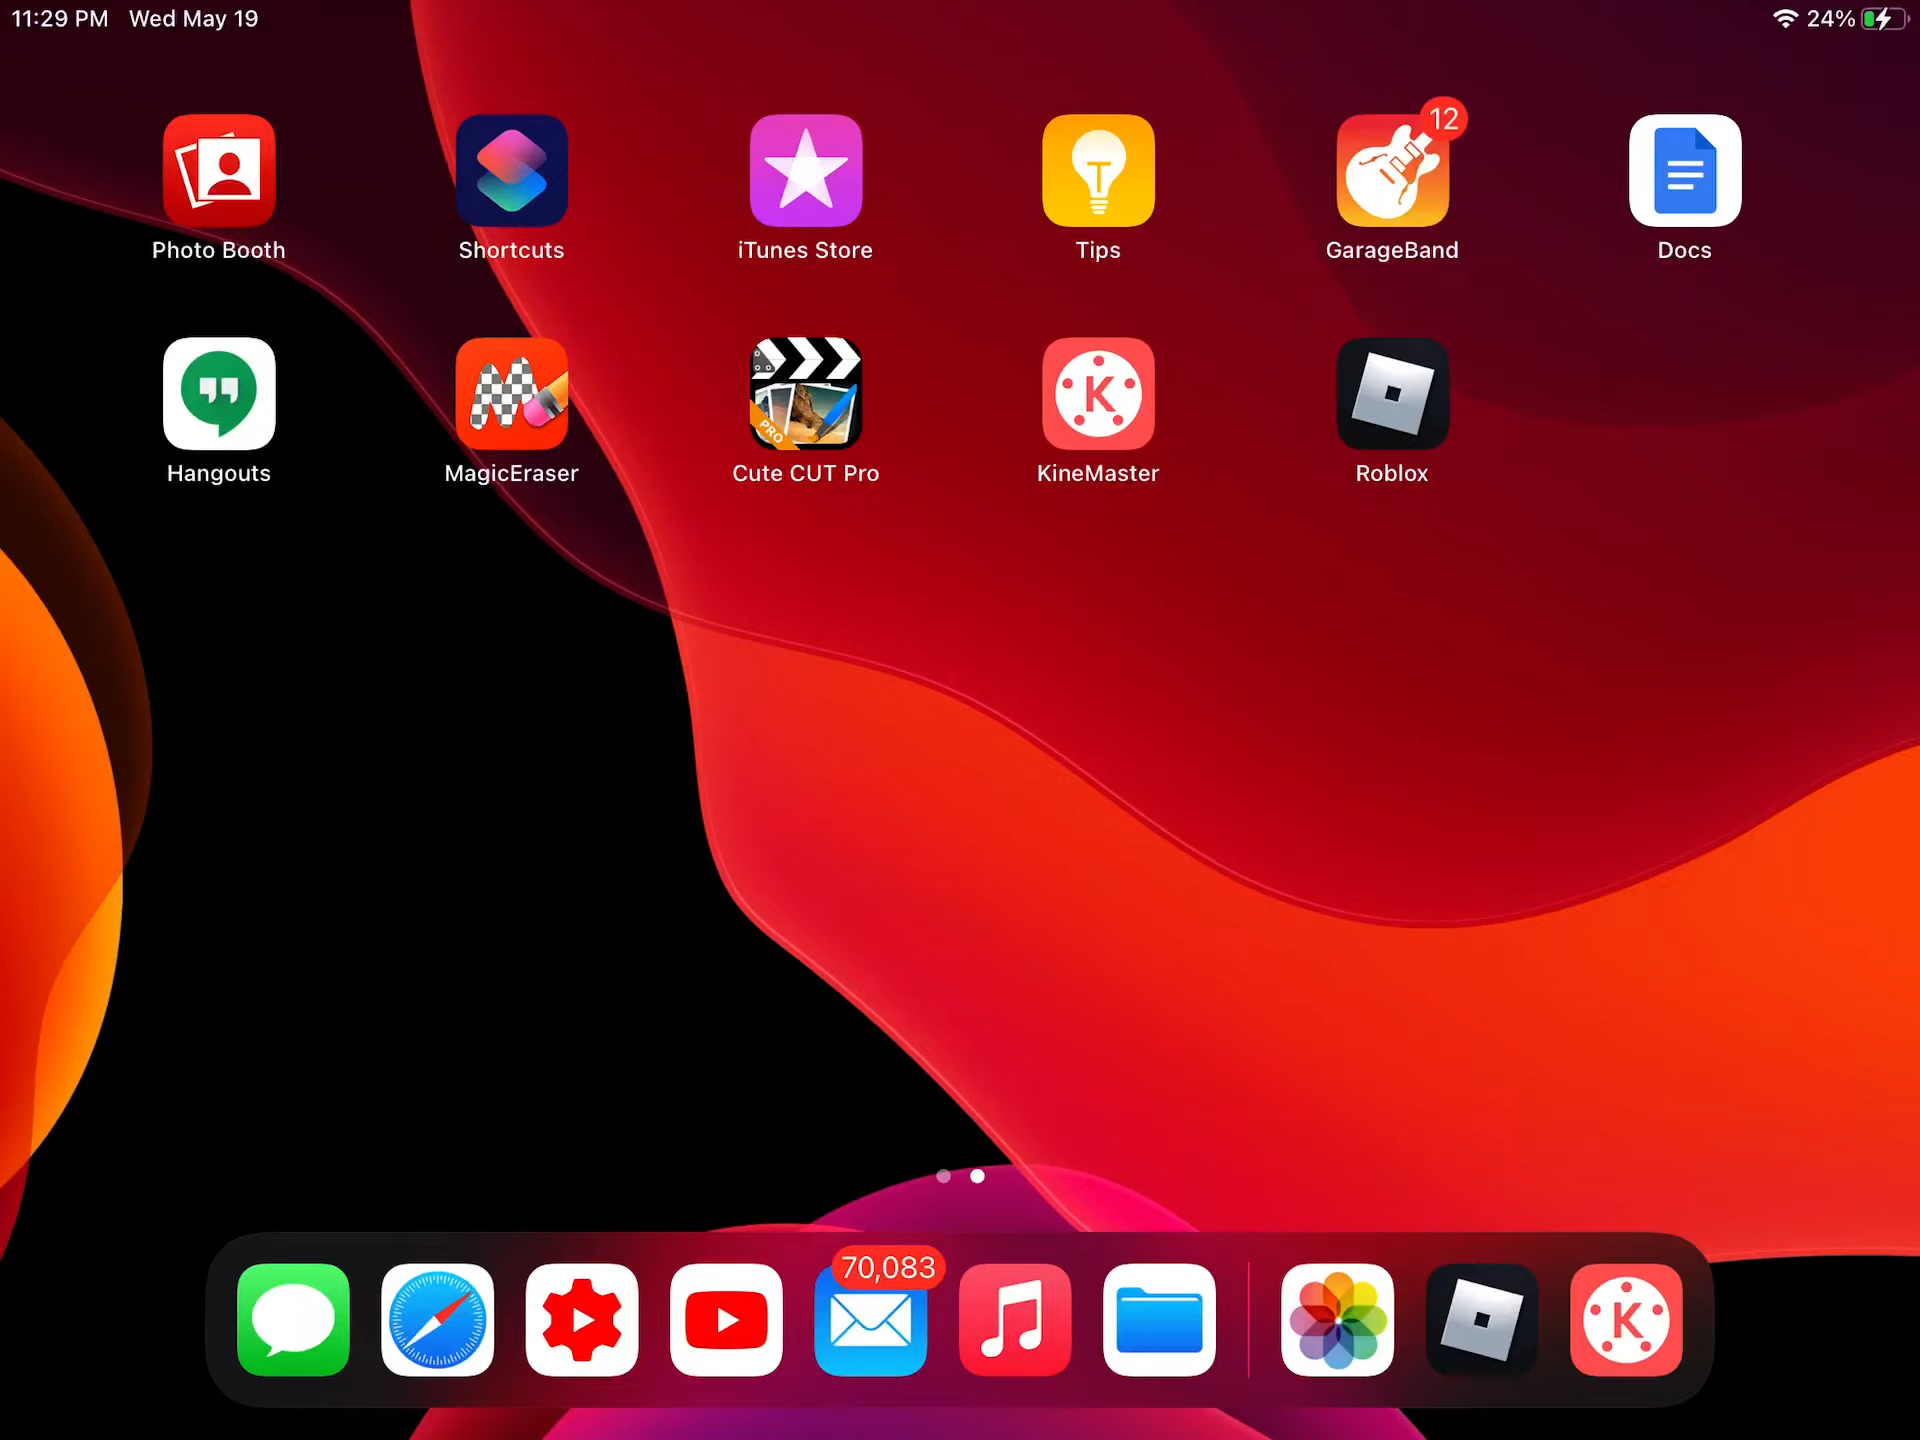 11:29 PM Wed May 19 24%
12
Photo Booth Shortcuts iTunes Store Tips GarageBand Docs
PRO
Hangouts MagicEraser Cute CUT Pro KineMaster Roblox
70,083